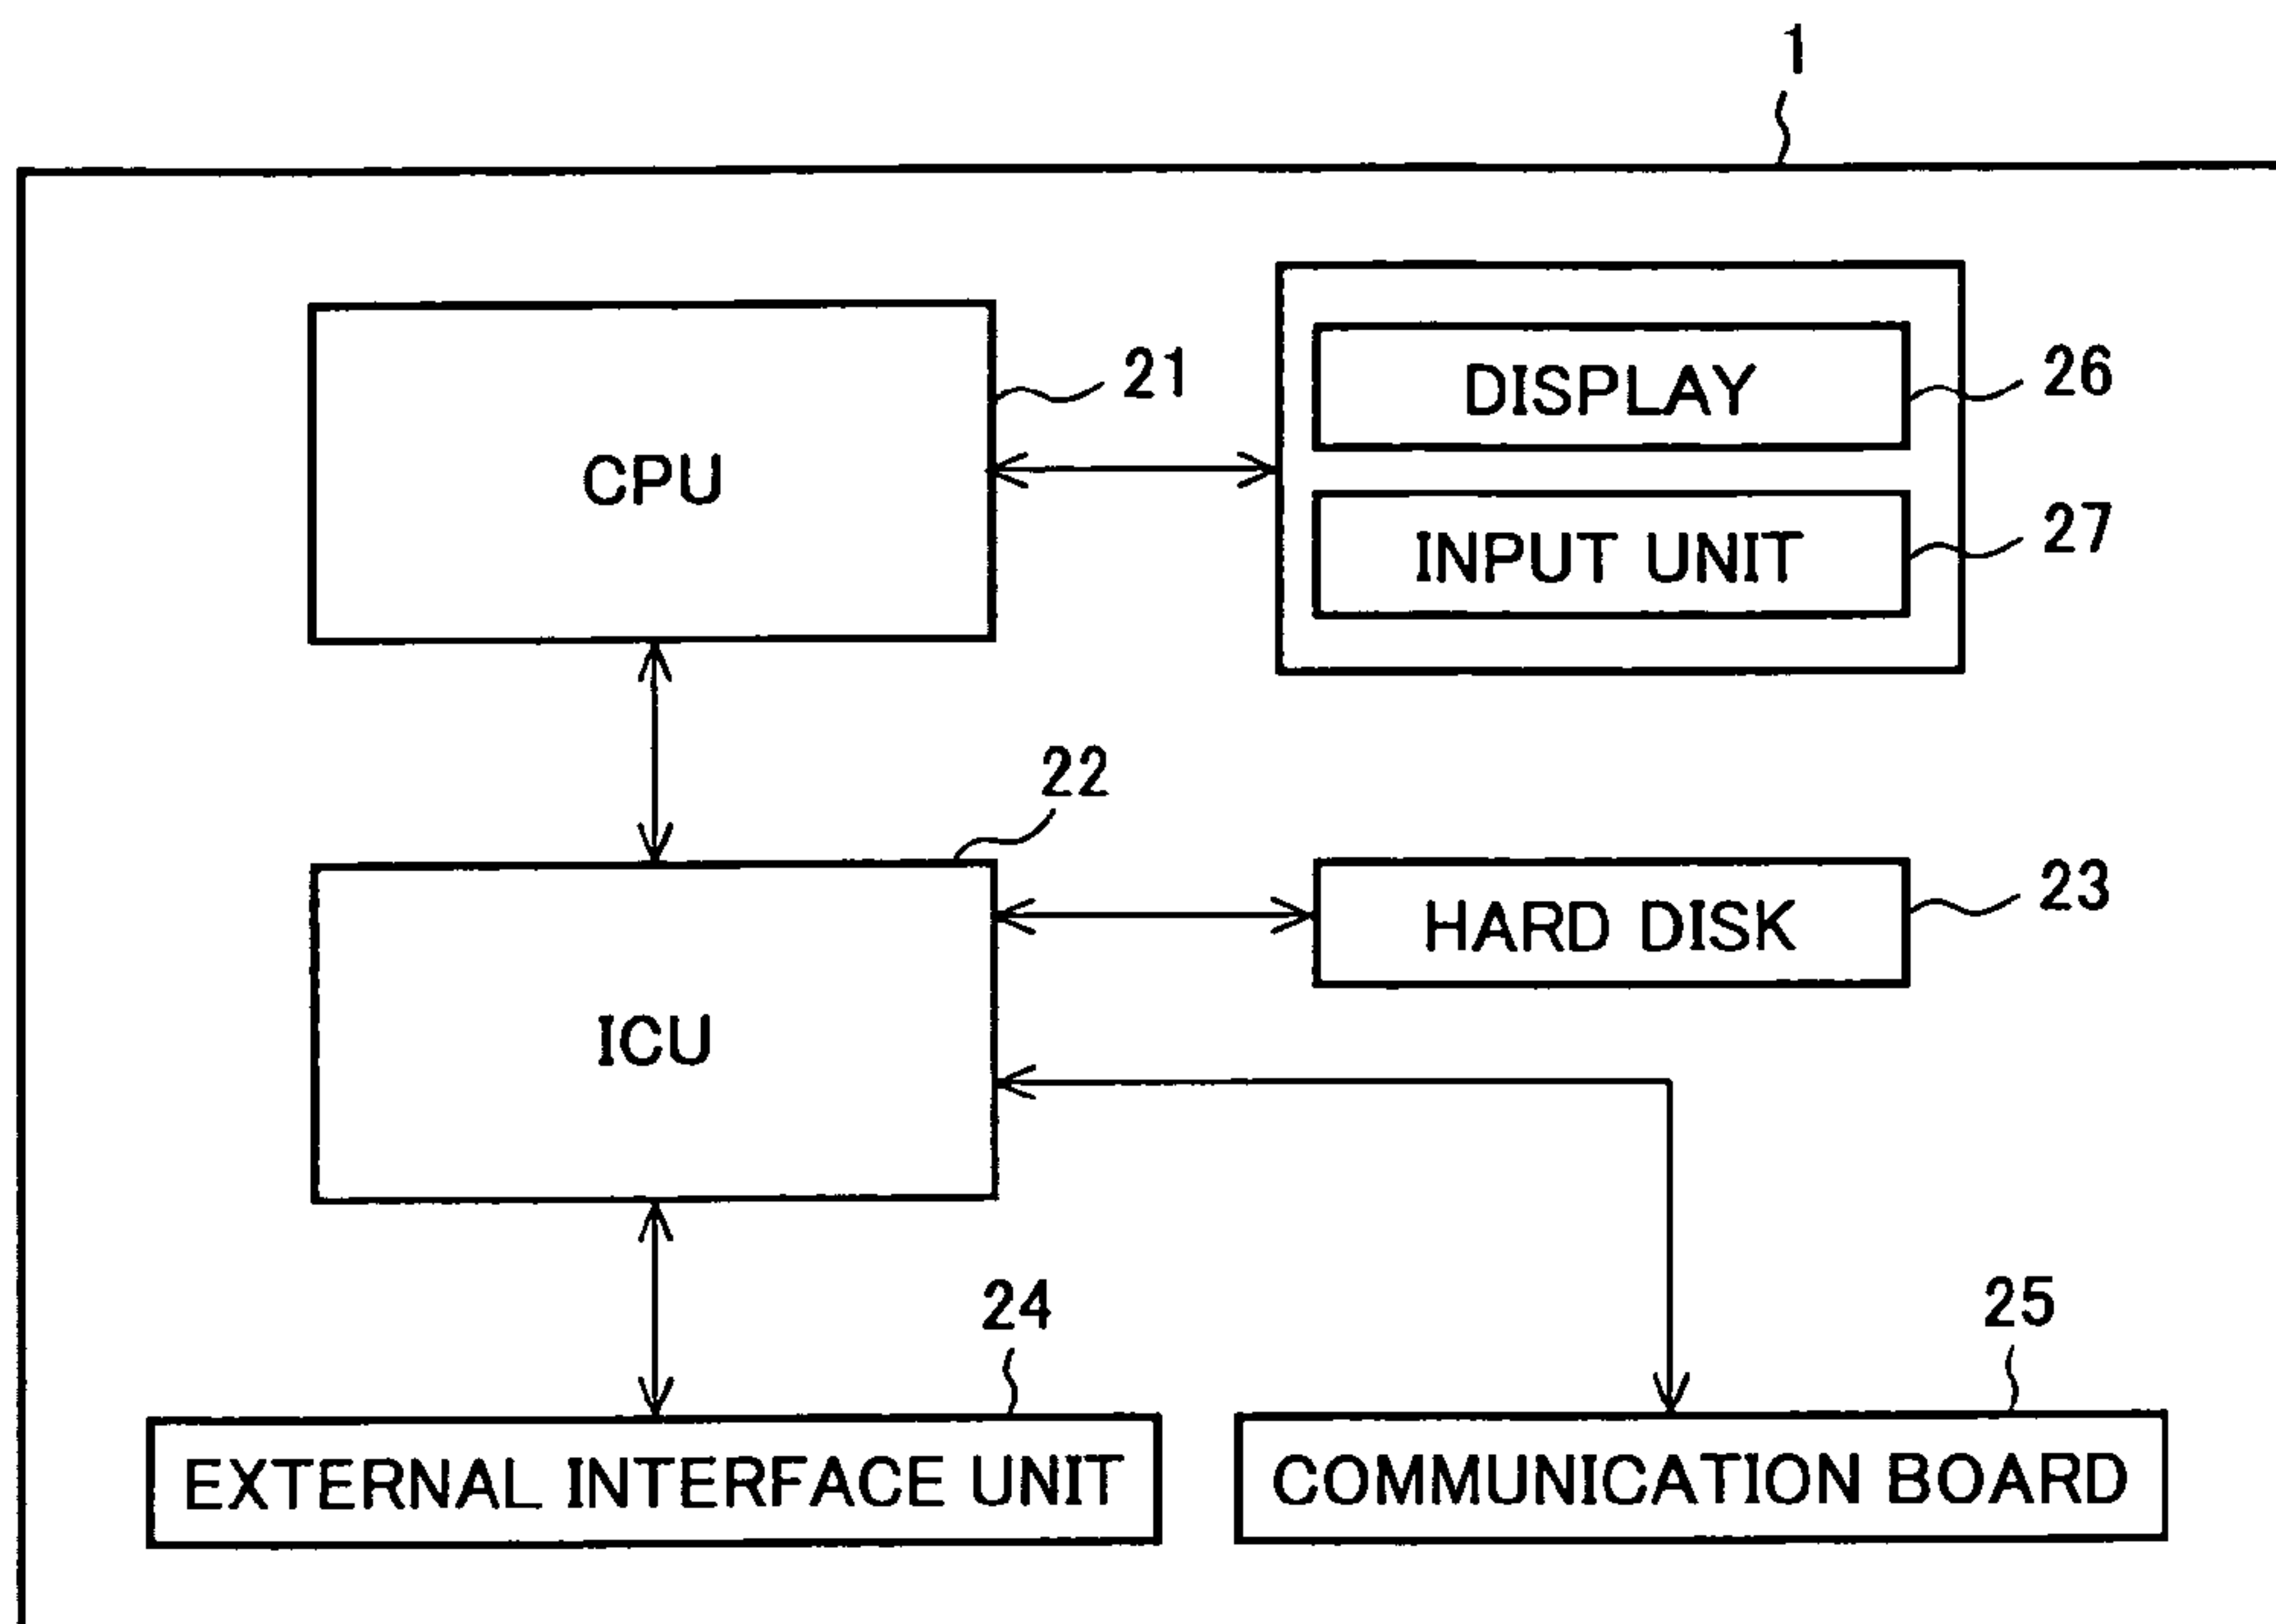 1
CPU
21
DISPLAY
26
INPUT UNIT
27
22
ICU
HARD DISK
23
24
EXTERNAL INTERFACE UNIT
25
COMMUNICATION BOARD